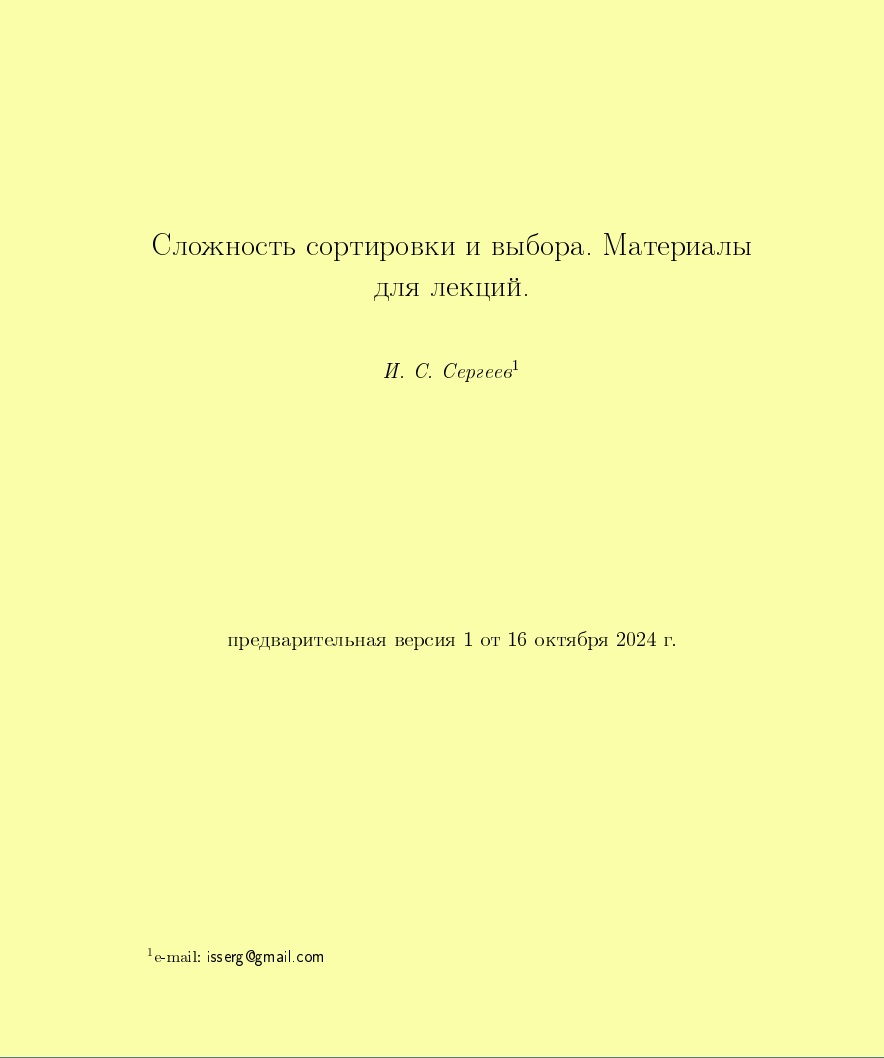 Сложность сортировки и выбора. Материалы
для лекций.
И. С. Сергеев¹
предварительная версия 1 от 16 октября 2024 г.
¹e-mail: isserg@gmail.com